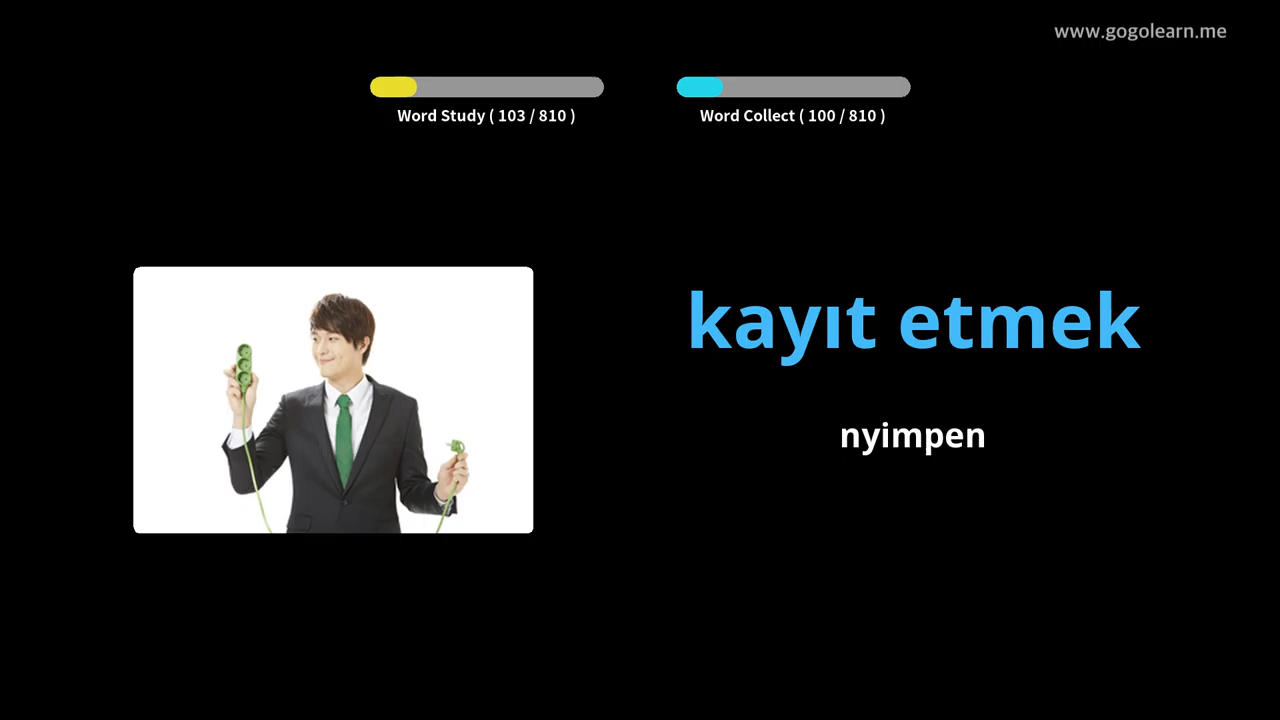 www.gogolearn.me
Word Study ( 103 / 810 )
Word Collect ( 100 / 810 )
kayıt etmek
nyimpen